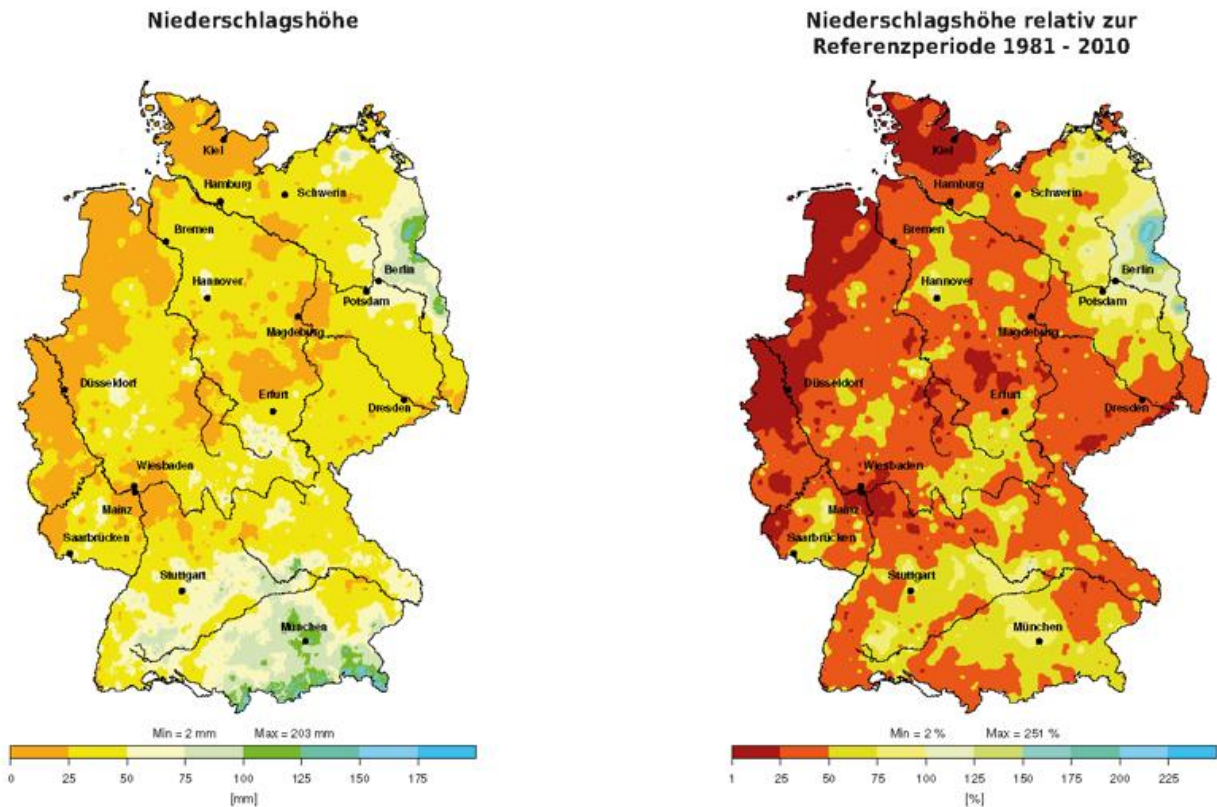 Niederschlagshöhe
Kiel
Hamburg
Schwerin
Bremen
Berlin
Hannover
Potsdam
Magdeburg
Düsseldorf
Erfurt
Dresden
Wiesbaden
Mainz
Saarbrücken
Stuttgart
München
Min = 2 mm Max = 203 mm
0 25 50 75 100 125 150 175
[mm]
Niederschlagshöhe relativ zur
Referenzperiode 1981 - 2010
Kiel
Hamburg
Schwerin
Bremen
Berlin
Hannover
Potsdam
Magdeburg
Düsseldorf
Erfurt
Dresden
Wiesbaden
Mainz
Saarbrücken
Stuttgart
München
Min = 2 % Max = 251 %
1 25 50 75 100 125 150 175 200 225
[%]